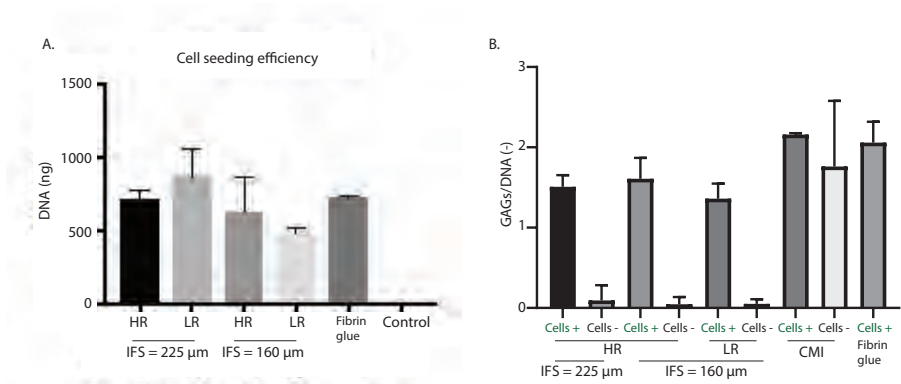 A.
Cell seeding efficiency
1500
1000
500
0
DNA (ng)
HR LR HR LR Fibrin glue Control
IFS = 225 µm IFS = 160 µm
B.
3
2
1
0
GAGs/DNA (-)
Cells + Cells - Cells + Cells - Cells + Cells - Cells + Cells - Cells +
HR LR CMI Fibrin glue
IFS = 225 µm IFS = 160 µm